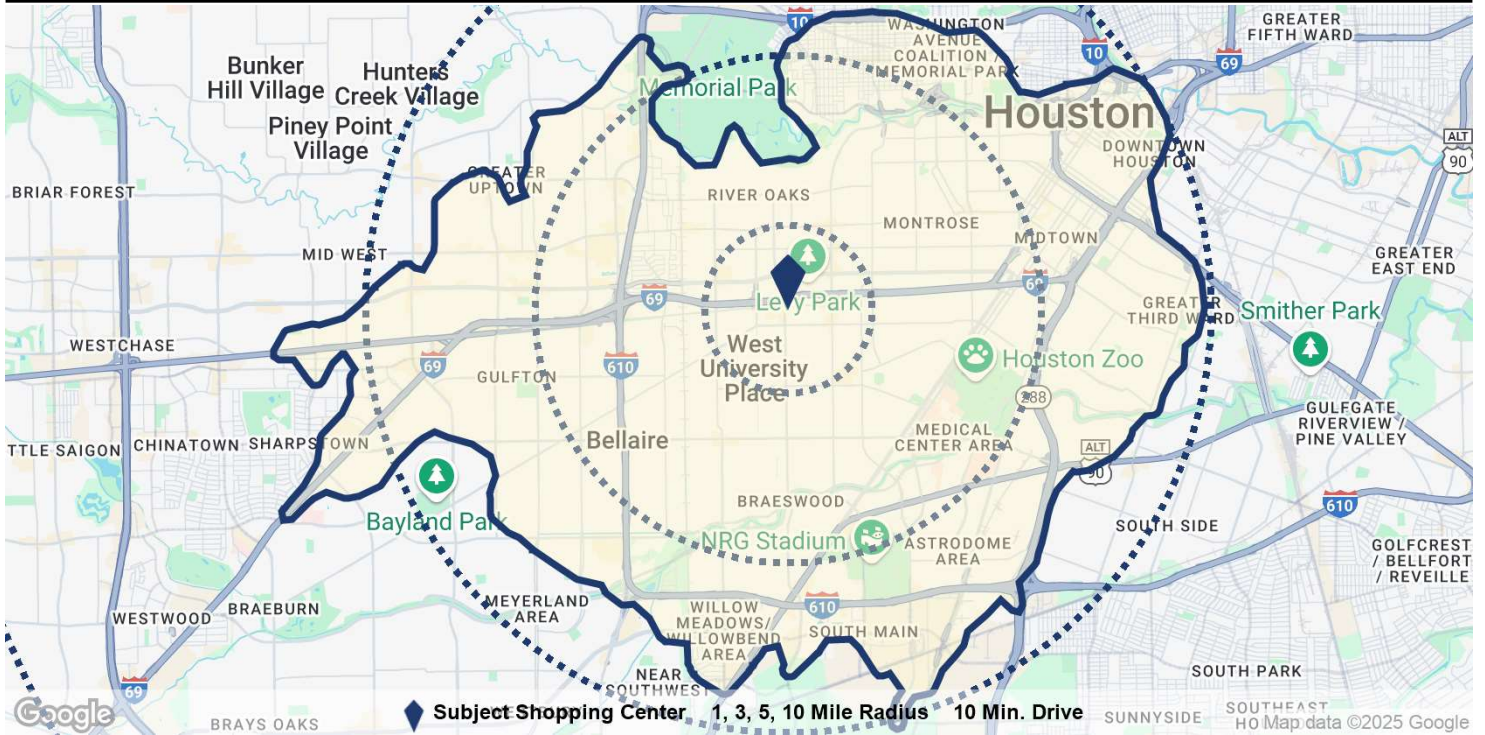 10
WASHINGTON
AVENUE
COALITION /
MEMORIAL PARK
GREATER
FIFTH WARD
10
69
Bunker
Hill Village
Hunters
Creek Village
Piney Point
Village
Memorial Park
Houston
ALT
90
DOWNTOWN
HOUSTON
GREATER
UPTOWN
BRIAR FOREST
RIVER OAKS
MONTROSE
MIDTOWN
MID WEST
GREATER
EAST END
69
69
Levy Park
GREATER
THIRD WARD
Smither Park
WESTCHASE
West
University
Place
Houston Zoo
69
610
GULFTON
288
GULFGATE
RIVERVIEW /
PINE VALLEY
TTLE SAIGON
CHINATOWN
SHARPSTOWN
Bellaire
MEDICAL
CENTER AREA
ALT
90
BRAESWOOD
610
Bayland Park
NRG Stadium
ASTRODOME
AREA
SOUTH SIDE
GOLFCREST
/ BELLFORT
/ REVEILLE
WESTWOOD
BRAEBURN
MEYERLAND
AREA
WILLOW
MEADOWS/
WILLOWBEND
AREA
610
SOUTH MAIN
NEAR
SOUTHWEST
SOUTH PARK
69
Google
BRAYS OAKS
Subject Shopping Center 1, 3, 5, 10 Mile Radius 10 Min. Drive
SUNNYSIDE
SOUTHEAST
Map data ©2025 Google